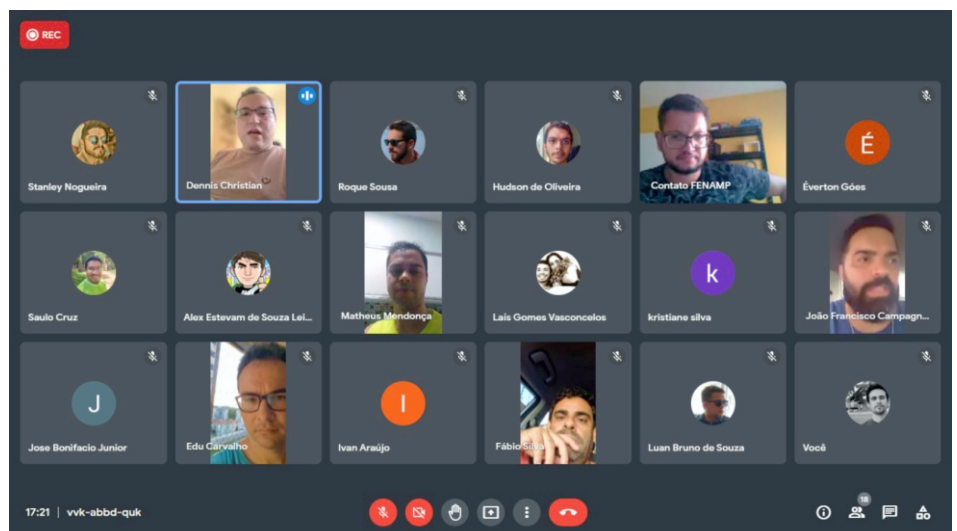 REC
Stanley Nogueira
Dennis Christian
Roque Sousa
Hudson de Oliveira
Contato FENAMP
É
Éverton Góes
Saulo Cruz
Alex Estevam de Souza Lei...
Matheus Mendonça
Laís Gomes Vasconcelos
k
kristiane silva
João Francisco Campagn...
J
Jose Bonifacio Junior
Edu Carvalho
I
Ivan Araújo
Fábio Silva
Luan Bruno de Souza
Você
17:21 | vvk-abbd-quk
18